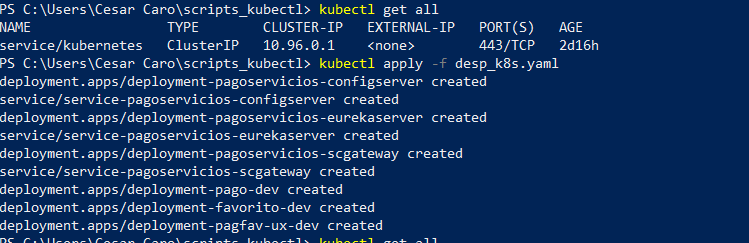 PS C:\Users\Cesar Caro\scripts_kubectl> kubectl get all
NAME TYPE CLUSTER-IP EXTERNAL-IP PORT(S) AGE
service/kubernetes ClusterIP 10.96.0.1 <none> 443/TCP 2d16h
PS C:\Users\Cesar Caro\scripts_kubectl> kubectl apply -f desp_k8s.yaml
deployment.apps/deployment-pagoservicios-configserver created
service/service-pagoservicios-configserver created
deployment.apps/deployment-pagoservicios-eurekaserver created
service/service-pagoservicios-eurekaserver created
deployment.apps/deployment-pagoservicios-scgateway created
service/service-pagoservicios-scgateway created
deployment.apps/deployment-pago-dev created
deployment.apps/deployment-favorito-dev created
deployment.apps/deployment-pagfav-ux-dev created
PS C:\Users\Cesar Caro\scripts_kubectl> kubectl get all